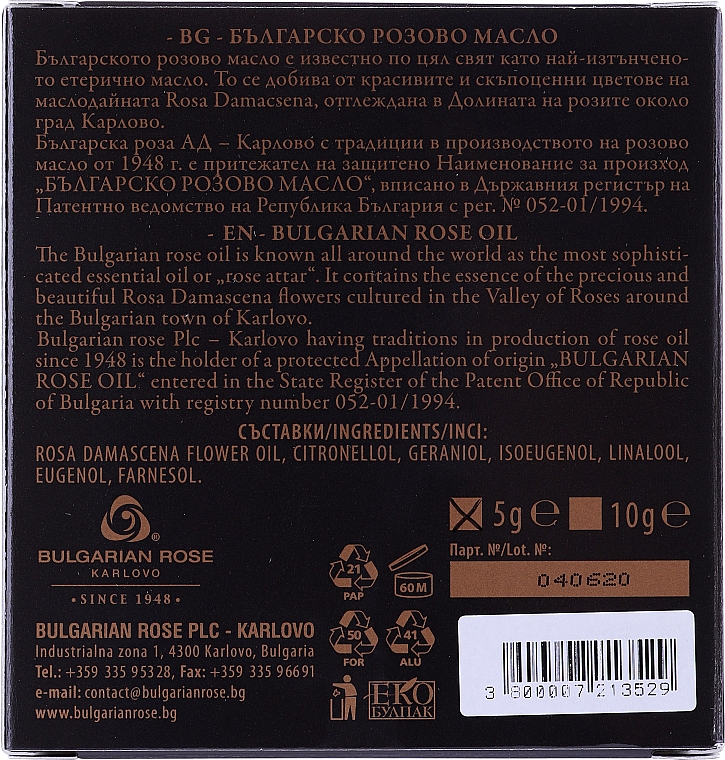 - BG - БЪЛГАРСКО РОЗОВО МАСЛО
Българското розово масло е известно по цял свят като най-изтънчено-
то етерично масло. То се добива от красивите и скъпоценни цветове на
маслодайната Rosa Damacsena, отглеждана в Долината на розите около
град Карлово.
Българска роза АД – Карлово с традиции в производството на розово
масло от 1948 г. е притежател на защитено Наименование за произход
„БЪЛГАРСКО РОЗОВО МАСЛО“, вписано в Държавния регистър на
Патентно ведомство на Република България с рег. № 052-01/1994.
- EN - BULGARIAN ROSE OIL
The Bulgarian rose oil is known all around the world as the most sophisti-
cated essential oil or „rose attar“. It contains the essence of the precious and
beautiful Rosa Damascena flowers cultured in the Valley of Roses around
the Bulgarian town of Karlovo.
Bulgarian rose Plc – Karlovo having traditions in production of rose oil
since 1948 is the holder of a protected Appellation of origin „BULGARIAN
ROSE OIL“ entered in the State Register of the Patent Office of Republic
of Bulgaria with registry number 052-01/1994.
СЪСТАВКИ/INGREDIENTS/INCI:
ROSA DAMASCENA FLOWER OIL, CITRONELLOL, GERANIOL, ISOEUGENOL, LINALOOL,
EUGENOL, FARNESOL.
®
BULGARIAN ROSE
KARLOVO
• SINCE 1948 •
BULGARIAN ROSE PLC - KARLOVO
Industrialna zona 1, 4300 Karlovo, Bulgaria
Tel.: +359 335 95328, Fax: +359 335 96691
e-mail: contact@bulgarianrose.bg
www.bulgarianrose.bg
21
PAP
60 M
50
FOR
41
ALU
ЕКО
БУЛПАК
5g ℮ 10g ℮
Парт. №/Lot. №:
040620
3 800007 213529